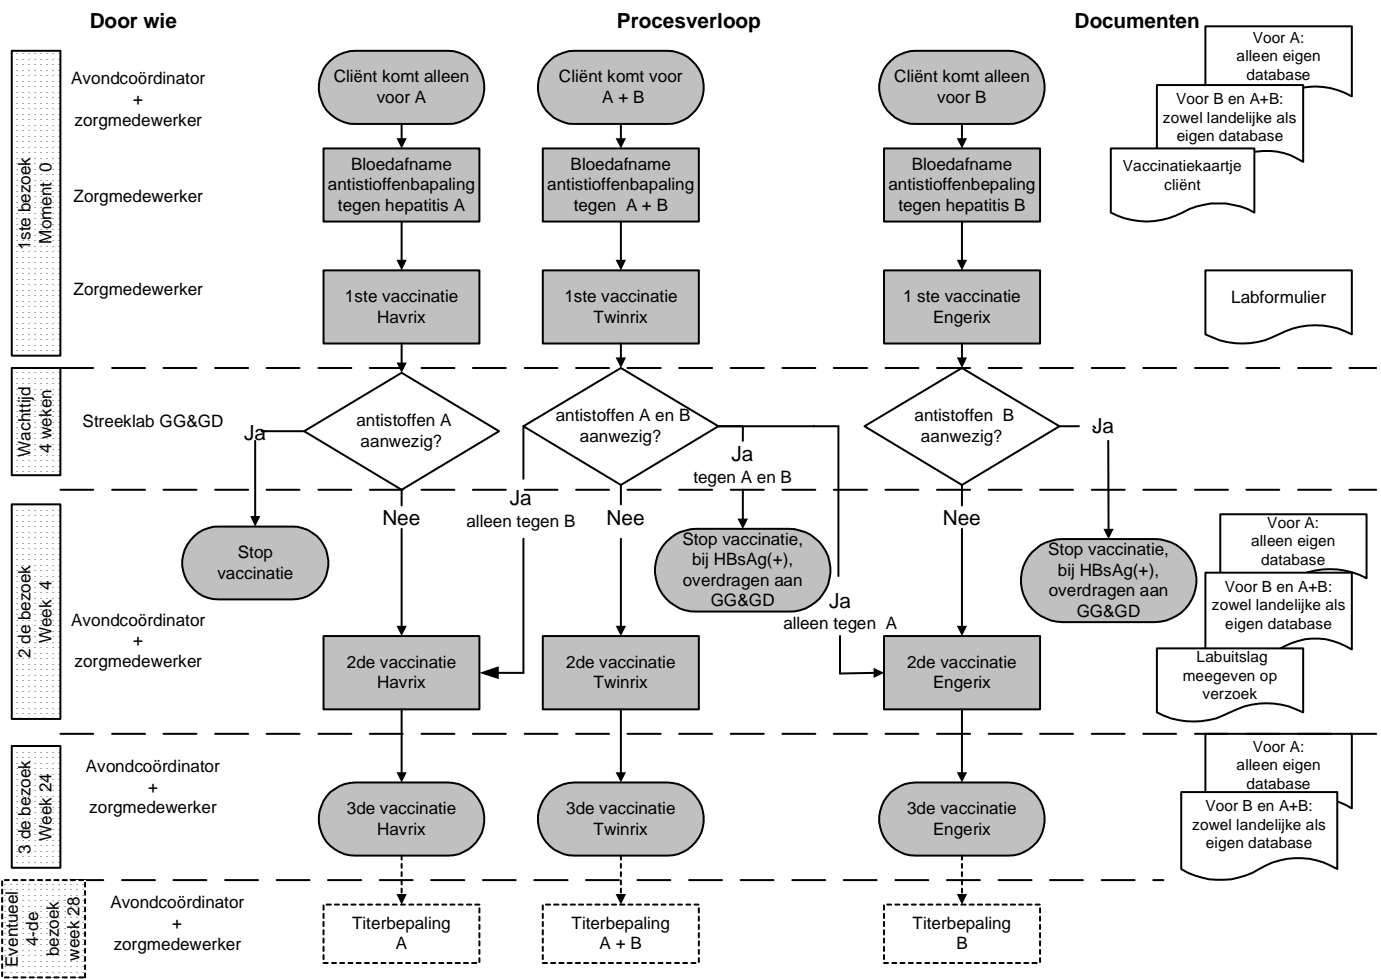 Door wie
Procesverloop
Documenten
1ste bezoek
Moment 0
Avondcoördinator
+
zorgmedewerker
Cliënt komt alleen
voor A
Cliënt komt voor
A + B
Cliënt komt alleen
voor B
Voor A:
alleen eigen
database
Voor B en A+B:
zowel landelijke als
eigen database
Vaccinatiekaartje
cliënt
Zorgmedewerker
Bloedafname
antistioffenbapaling
tegen hepatitis A
Bloedafname
antistioffenbapaling
tegen A + B
Bloedafname
antistioffenbepaling
tegen hepatitis B
Zorgmedewerker
1ste vaccinatie
Havrix
1ste vaccinatie
Twinrix
1 ste vaccinatie
Engerix
Labformulier
Wachttijd
4 weken
Streeklab GG&GD
Ja
antistoffen A
aanwezig?
antistoffen A en B
aanwezig?
Ja
tegen A en B
antistoffen B
aanwezig?
Ja
2 de bezoek
Week 4
Nee
Ja
alleen tegen B
Nee
Nee
Stop
vaccinatie
Stop vaccinatie,
bij HBsAg(+),
overdragen aan
GG&GD
Ja
alleen tegen A
Stop vaccinatie,
bij HBsAg(+),
overdragen aan
GG&GD
Voor A:
alleen eigen
database
Voor B en A+B:
zowel landelijke als
eigen database
Labuitslag
meegeven op
verzoek
Avondcoördinator
+
zorgmedewerker
2de vaccinatie
Havrix
2de vaccinatie
Twinrix
2de vaccinatie
Engerix
3 de bezoek
Week 24
Avondcoördinator
+
zorgmedewerker
3de vaccinatie
Havrix
3de vaccinatie
Twinrix
3de vaccinatie
Engerix
Voor A:
alleen eigen
database
Voor B en A+B:
zowel landelijke als
eigen database
Eventueel
4-de
bezoek
week 28
Avondcoördinator
+
zorgmedewerker
Titerbepaling
A
Titerbepaling
A + B
Titerbepaling
B